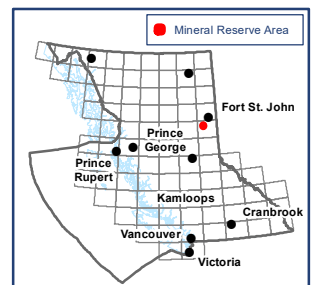 Mineral Reserve Area
Fort St. John
Prince
George
Prince
Rupert
Kamloops
Cranbrook
Vancouver
Victoria